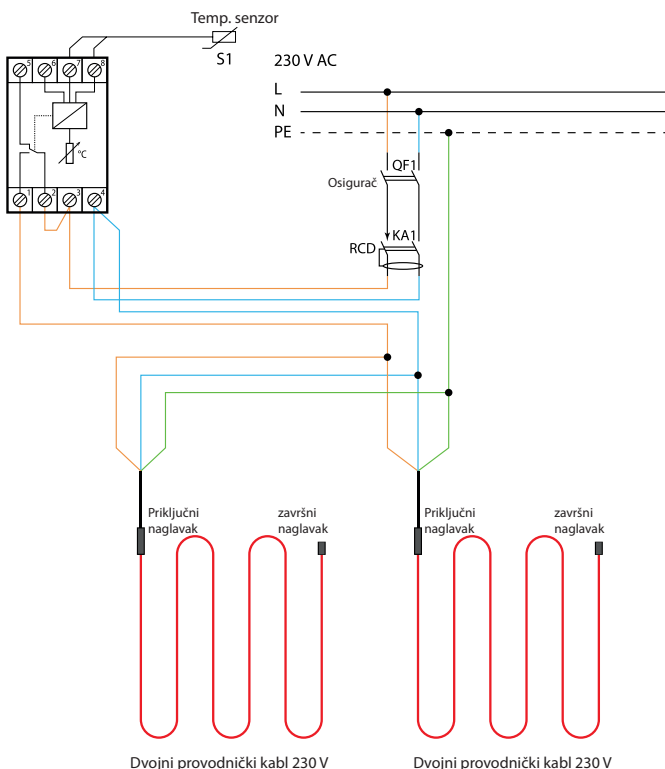 Temp. senzor
S1
5 6 7 8
°C
1 2 3 4
230 V AC
L
N
PE
QF1
Osigurač
KA1
RCD
Priključni
naglavak
završni
naglavak
Priključni
naglavak
završni
naglavak
Dvojni provodnički kabl 230 V
Dvojni provodnički kabl 230 V